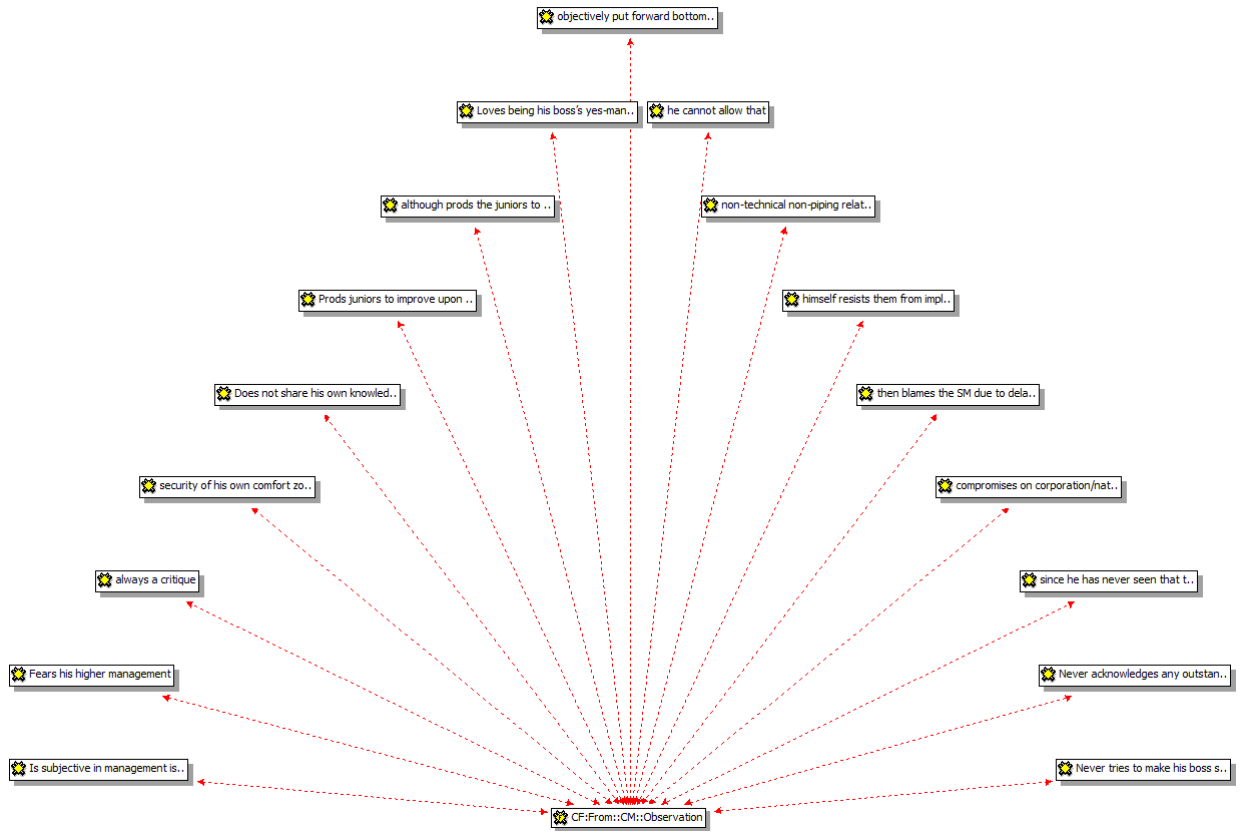 objectively put forward bottom..
Loves being his boss's yes-man..
he cannot allow that
although prods the juniors to ..
non-technical non-piping relat..
Prods juniors to improve upon ..
himself resists them from impl..
Does not share his own knowled..
then blames the SM due to dela..
security of his own comfort zo..
compromises on corporation/nat..
always a critique
since he has never seen that t..
Fears his higher management
Never acknowledges any outstan..
Is subjective in management is..
Never tries to make his boss s..
CF:From::CM::Observation